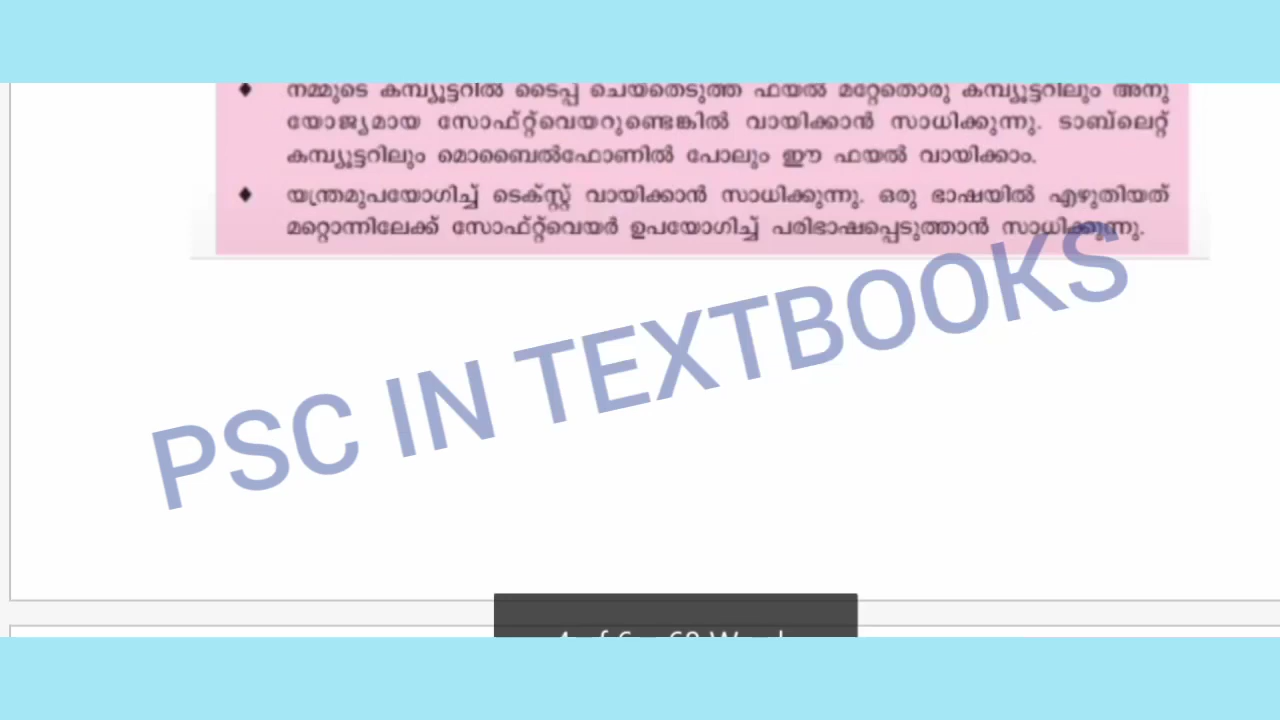 ♦ നമ്മുടെ കമ്പ്യൂട്ടറിൽ ടൈപ്പ് ചെയ്തെടുത്ത ഫയൽ മറ്റേതൊരു കമ്പ്യൂട്ടറിലും അനു
യോജ്യമായ സോഫ്റ്റ്‌വെയറുണ്ടെങ്കിൽ വായിക്കാൻ സാധിക്കുന്നു. ടാബ്‌ലെറ്റ്
കമ്പ്യൂട്ടറിലും മൊബൈൽഫോണിൽ പോലും ഈ ഫയൽ വായിക്കാം.
♦ യന്ത്രമുപയോഗിച്ച് ടെക്സ്റ്റ് വായിക്കാൻ സാധിക്കുന്നു. ഒരു ഭാഷയിൽ എഴുതിയത്
മറ്റൊന്നിലേക്ക് സോഫ്റ്റ്‌വെയർ ഉപയോഗിച്ച് പരിഭാഷപ്പെടുത്താൻ സാധിക്കുന്നു.
PSC IN TEXTBOOKS